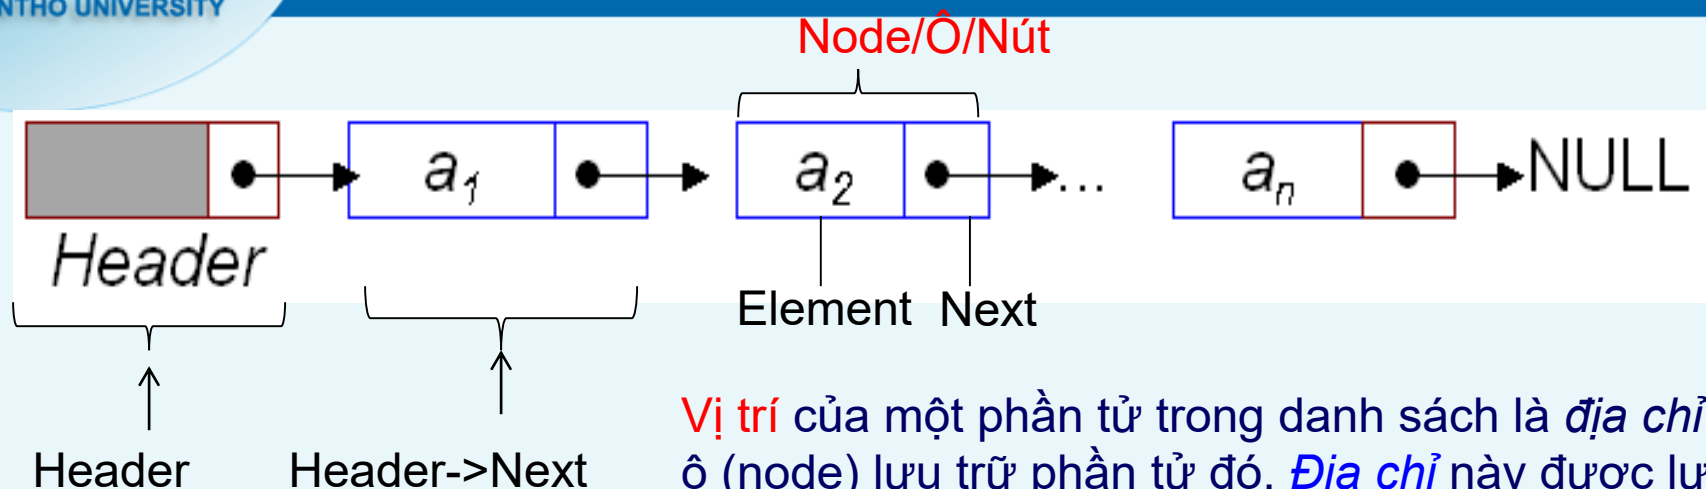 NTHO UNIVERSITY
Node/Ô/Nút
a1 a2 ... an NULL
Header
Element Next
Vị trí của một phần tử trong danh sách là địa chỉ
Header Header->Next ô (node) lưu trữ phần tử đó. Địa chỉ này được lư